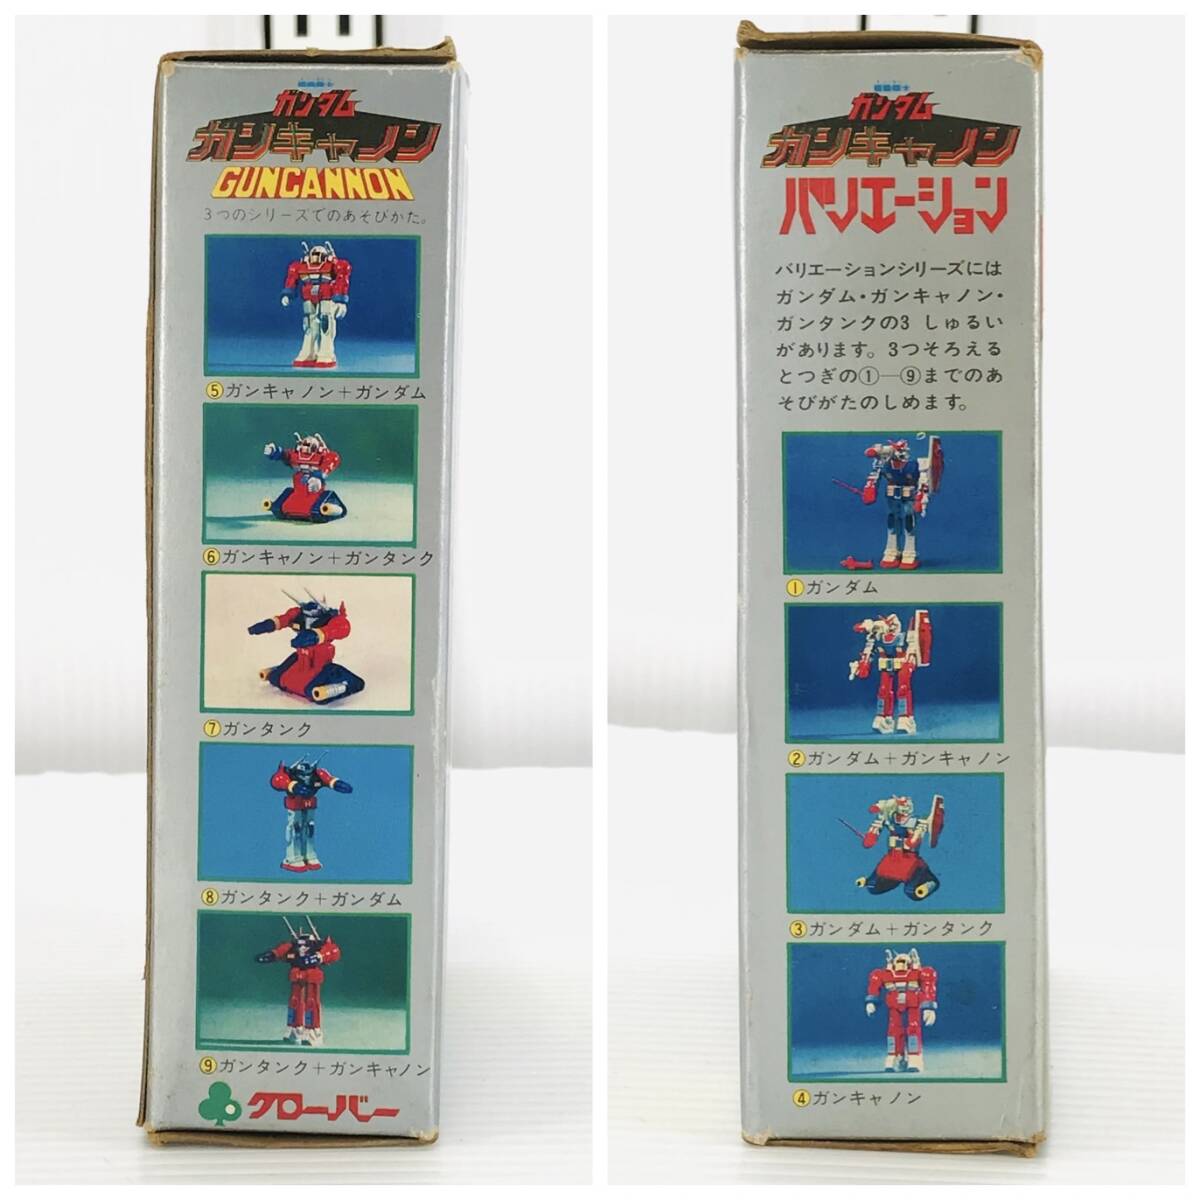 ガンダム
ガンキャノン
GUNCANNON
3つのシリーズでのあそびかた。
⑤ガンキャノン+ガンダム
⑥ガンキャノン+ガンタンク
⑦ガンタンク
⑧ガンタンク+ガンダム
⑨ガンタンク+ガンキャノン
クローバー
ガンダム
ガンキャノン
バリエーション
バリエーションシリーズには
ガンダム・ガンキャノン・
ガンタンクの3 しゅるい
があります。3つそろえる
とつぎの①—⑨までのあ
そびがたのしめます。
①ガンダム
②ガンダム+ガンキャノン
③ガンダム+ガンタンク
④ガンキャノン